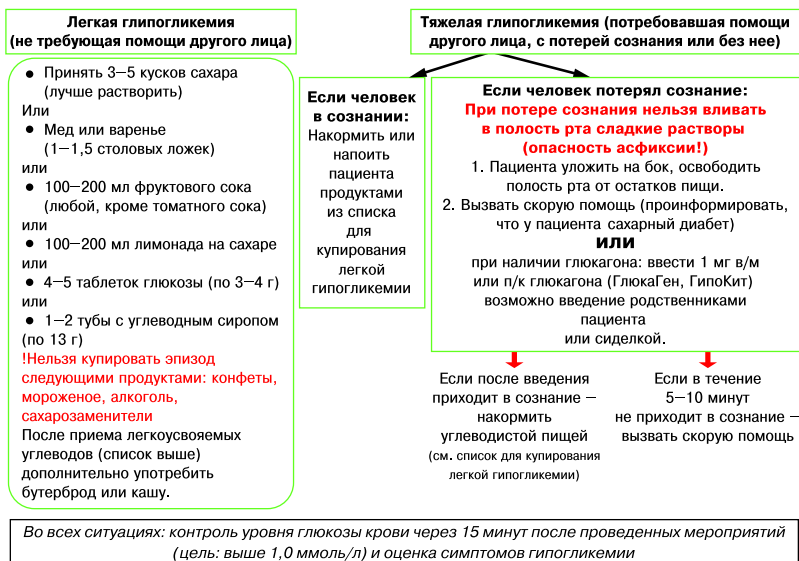 Легкая глипогликемия
(не требующая помощи другого лица)
● Принять 3–5 кусков сахара
(лучше растворить)
Или
● Мед или варенье
(1–1,5 столовых ложек)
или
● 100–200 мл фруктового сока
(любой, кроме томатного сока)
или
● 100–200 мл лимонада на сахаре
или
● 4–5 таблеток глюкозы (по 3–4 г)
или
● 1–2 тубы с углеводным сиропом
(по 13 г)
!Нельзя купировать эпизод
следующими продуктами: конфеты,
мороженое, алкоголь,
сахарозаменители
После приема легкоусвояемых
углеводов (список выше)
дополнительно употребить
бутерброд или кашу.
Тяжелая глипогликемия (потребовавшая помощи
другого лица, с потерей сознания или без нее)
Если человек
в сознании:
Накормить или
напоить
пациента
продуктами
из списка
для
купирования
легкой
гипогликемии
Если человек потерял сознание:
При потере сознания нельзя вливать
в полость рта сладкие растворы
(опасность асфиксии!)
1. Пациента уложить на бок, освободить
полость рта от остатков пищи.
2. Вызвать скорую помощь (проинформировать,
что у пациента сахарный диабет)
ИЛИ
при наличии глюкагона: ввести 1 мг в/м
или п/к глюкагона (ГлюкаГен, ГипоКит)
возможно введение родственниками
пациента
или сиделкой.
Если после введения
приходит в сознание –
накормить
углеводистой пищей
(см. список для купирования
легкой гипогликемии)
Если в течение
5–10 минут
не приходит в сознание –
вызвать скорую помощь
Во всех ситуациях: контроль уровня глюкозы крови через 15 минут после проведенных мероприятий
(цель: выше 1,0 ммоль/л) и оценка симптомов гипогликемии